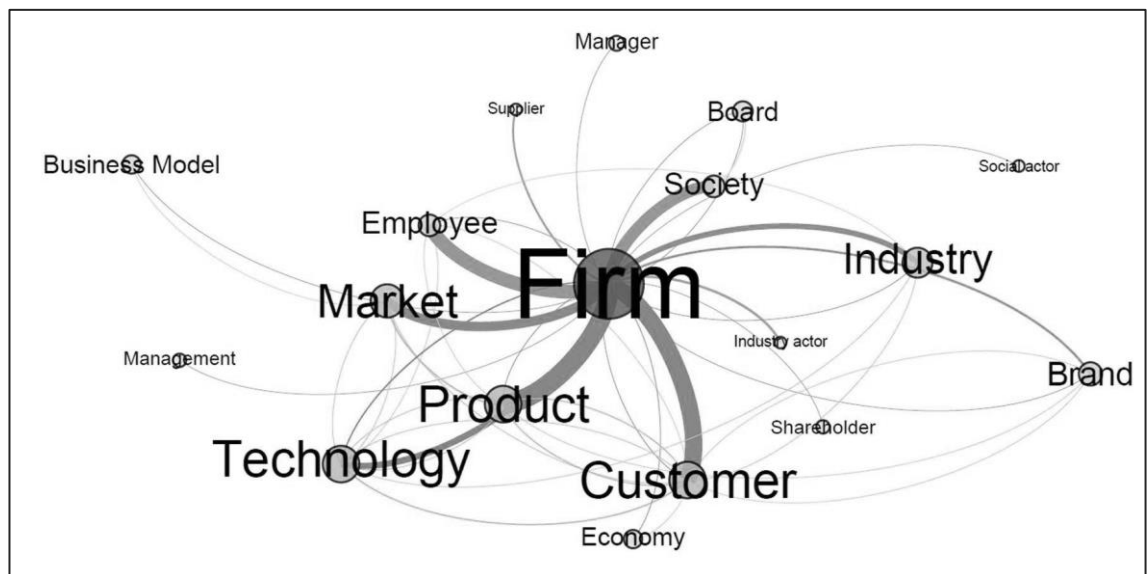 Manager
Supplier
Board
Business Model
Social actor
Society
Employee
Firm
Industry
Market
Industry actor
Management
Brand
Product
Shareholder
Technology
Customer
Economy